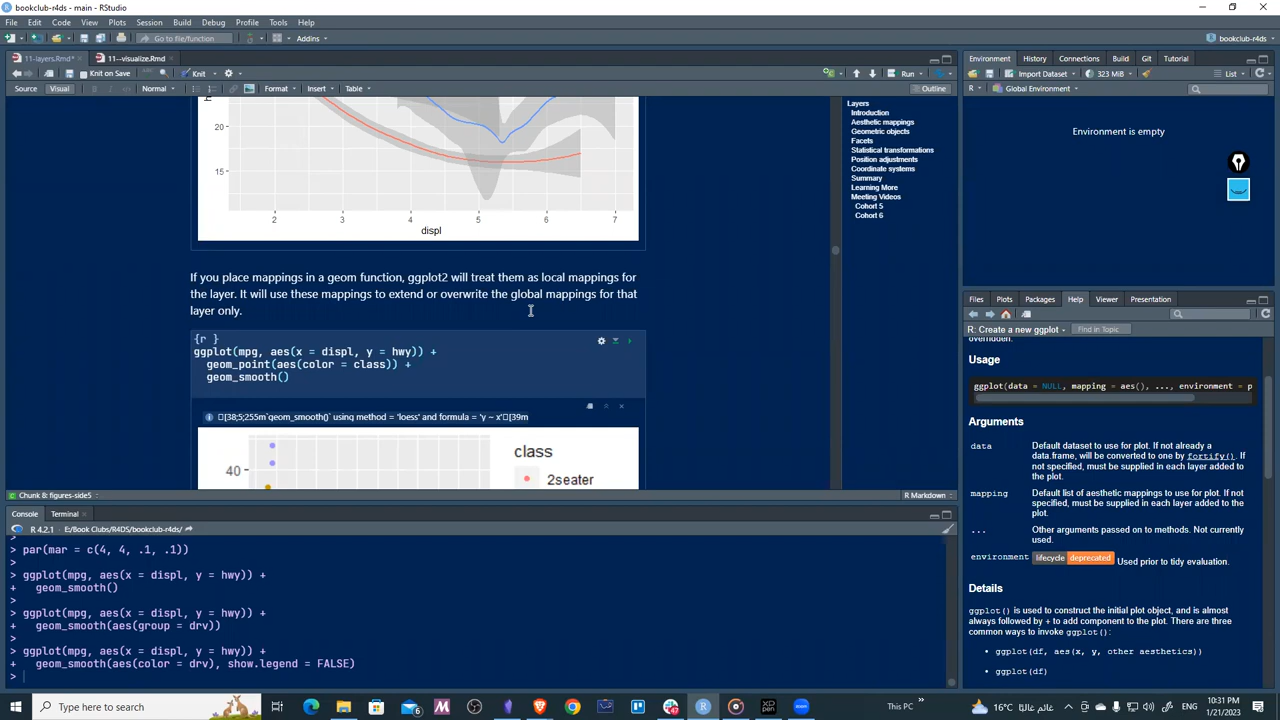 bookclub-r4ds - main - RStudio
File Edit Code View Plots Session Build Debug Profile Tools Help
Go to file/function Addins bookclub-r4ds
11-layers.Rmd* 11--visualize.Rmd
Knit on Save Knit Run
Source Visual Normal Format Insert Table Outline
20
15
2 3 4 5 6 7
displ
If you place mappings in a geom function, ggplot2 will treat them as local mappings for
the layer. It will use these mappings to extend or overwrite the global mappings for that
layer only.
{r }
ggplot(mpg, aes(x = displ, y = hwy)) +
geom_point(aes(color = class)) +
geom_smooth()
[38;5;255m`geom_smooth()` using method = 'loess' and formula = 'y ~ x'[39m
40
class
2seater
Layers
Introduction
Aesthetic mappings
Geometric objects
Facets
Statistical transformations
Position adjustments
Coordinate systems
Summary
Learning More
Meeting Videos
Cohort 5
Cohort 6
Chunk 8: figures-side5 R Markdown
Console Terminal
R 4.2.1 · E:/Book Clubs/R4DS/bookclub-r4ds/
>
> par(mar = c(4, 4, .1, .1))
>
> ggplot(mpg, aes(x = displ, y = hwy)) +
+ geom_smooth()
>
> ggplot(mpg, aes(x = displ, y = hwy)) +
+ geom_smooth(aes(group = drv))
>
> ggplot(mpg, aes(x = displ, y = hwy)) +
+ geom_smooth(aes(color = drv), show.legend = FALSE)
>
Environment History Connections Build Git Tutorial
Import Dataset 323 MiB List
R Global Environment
Environment is empty
Files Plots Packages Help Viewer Presentation
R: Create a new ggplot Find in Topic
overridden.
Usage
ggplot(data = NULL, mapping = aes(), ..., environment = p
Arguments
data Default dataset to use for plot. If not already a
data.frame, will be converted to one by fortify(). If
not specified, must be supplied in each layer added to
the plot.
mapping Default list of aesthetic mappings to use for plot. If not
specified, must be supplied in each layer added to the
plot.
... Other arguments passed on to methods. Not currently
used.
environment lifecycle deprecated Used prior to tidy evaluation.
Details
ggplot() is used to construct the initial plot object, and is almost
always followed by + to add component to the plot. There are three
common ways to invoke ggplot():
• ggplot(df, aes(x, y, other aesthetics))
• ggplot(df)
Type here to search
This PC
16°C غائم غالبًا
10:31 PM
1/21/2023